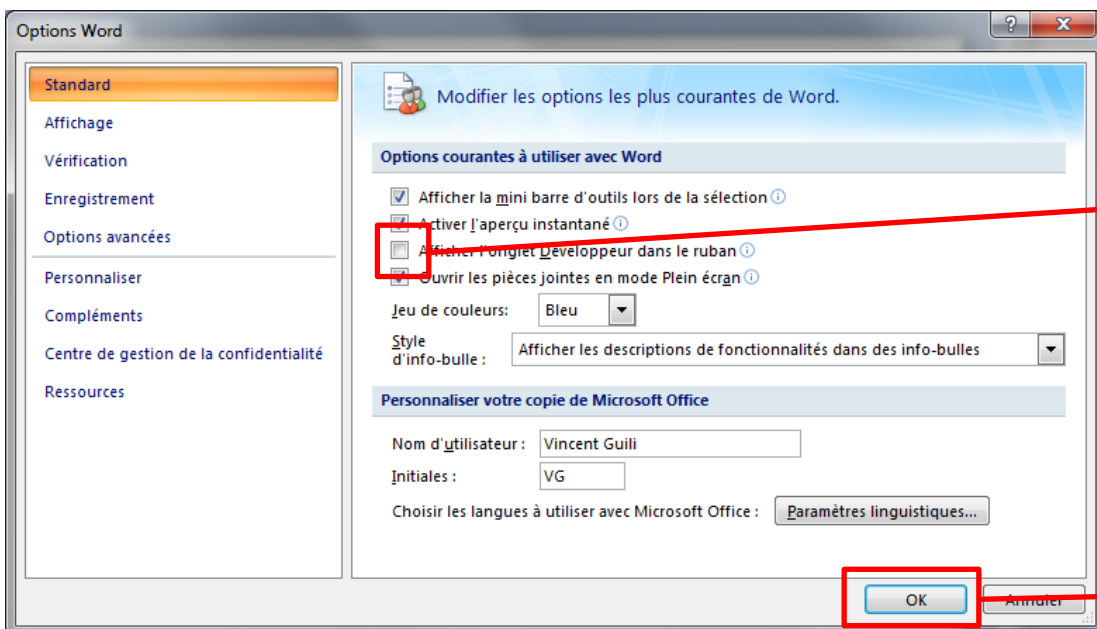 Options Word
Standard
Affichage
Vérification
Enregistrement
Options avancées
Personnaliser
Compléments
Centre de gestion de la confidentialité
Ressources
Modifier les options les plus courantes de Word.
Options courantes à utiliser avec Word
Afficher la mini barre d'outils lors de la sélection
Activer l'aperçu instantané
Afficher l'onglet Développeur dans le ruban
Ouvrir les pièces jointes en mode Plein écran
Jeu de couleurs: Bleu
Style
d'info-bulle : Afficher les descriptions de fonctionnalités dans des info-bulles
Personnaliser votre copie de Microsoft Office
Nom d'utilisateur : Vincent Guili
Initiales : VG
Choisir les langues à utiliser avec Microsoft Office : Paramètres linguistiques...
OK Annuler